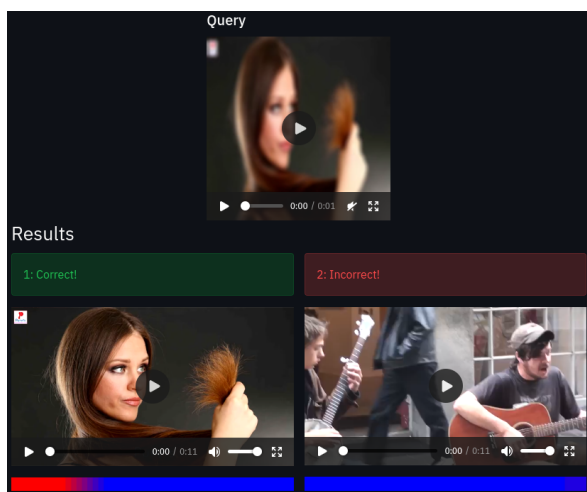 Query
0:00 / 0:01
Results
1: Correct!
2: Incorrect!
0:00 / 0:11
0:00 / 0:11